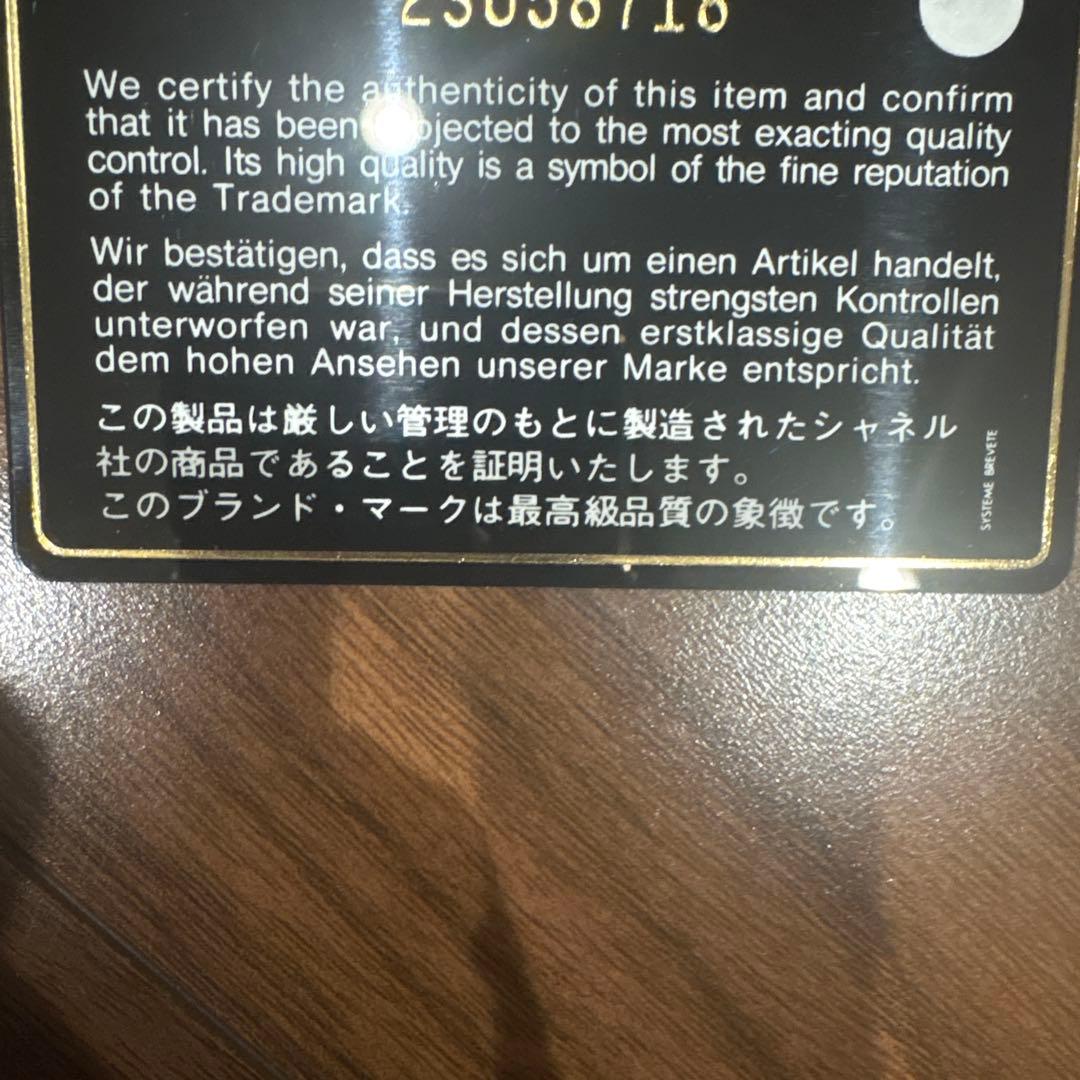 23058718
We certify the authenticity of this item and confirm
that it has been subjected to the most exacting quality
control. Its high quality is a symbol of the fine reputation
of the Trademark.
Wir bestätigen, dass es sich um einen Artikel handelt,
der während seiner Herstellung strengsten Kontrollen
unterworfen war, und dessen erstklassige Qualität
dem hohen Ansehen unserer Marke entspricht.
この製品は厳しい管理のもとに製造されたシャネル
社の商品であることを証明いたします。
このブランド・マークは最高級品質の象徴です。
SYSTEME BREVETE